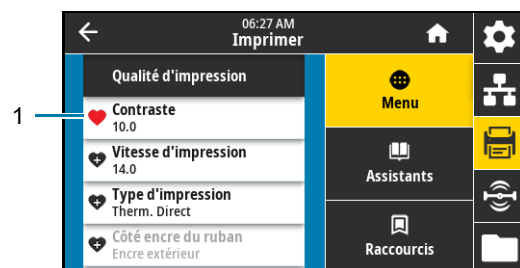 06:27 AM
Imprimer
Qualité d'impression
1
Contraste
10.0
Vitesse d'impression
14.0
Type d'impression
Therm. Direct
Côté encre du ruban
Encre extérieur
Menu
Assistants
Raccourcis